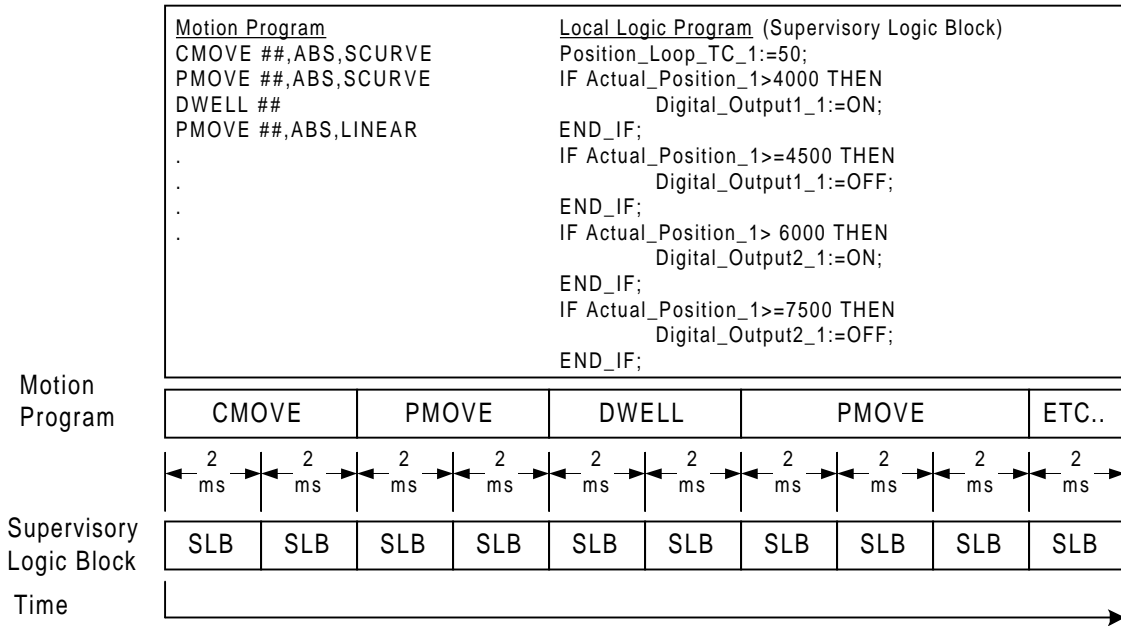 Motion Program
CMOVE ##,ABS,SCURVE
PMOVE ##,ABS,SCURVE
DWELL ##
PMOVE ##,ABS,LINEAR
.
.
.
.
Local Logic Program (Supervisory Logic Block)
Position_Loop_TC_1:=50;
IF Actual_Position_1>4000 THEN
Digital_Output1_1:=ON;
END_IF;
IF Actual_Position_1>=4500 THEN
Digital_Output1_1:=OFF;
END_IF;
IF Actual_Position_1> 6000 THEN
Digital_Output2_1:=ON;
END_IF;
IF Actual_Position_1>=7500 THEN
Digital_Output2_1:=OFF;
END_IF;
Motion
Program
CMOVE PMOVE DWELL PMOVE ETC..
2 2 2 2 2 2 2 2 2 2
ms ms ms ms ms ms ms ms ms ms
Supervisory
Logic Block
SLB SLB SLB SLB SLB SLB SLB SLB SLB SLB
Time